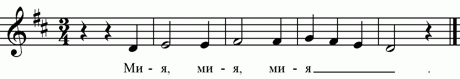 Ми - я, ми - я, ми - я .